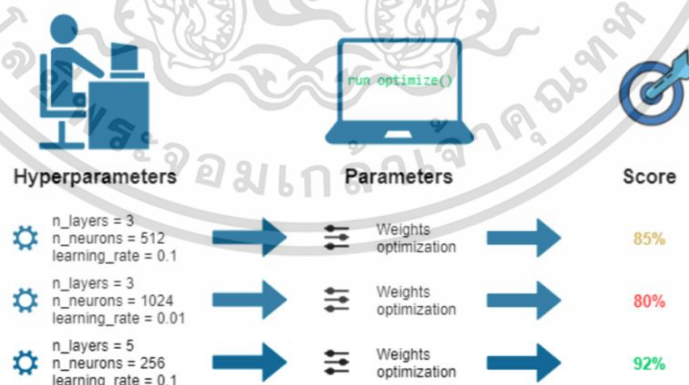 run optimize()
Hyperparameters
Parameters
Score
n_layers = 3
n_neurons = 512
learning_rate = 0.1
Weights
optimization
85%
n_layers = 3
n_neurons = 1024
learning_rate = 0.01
Weights
optimization
80%
n_layers = 5
n_neurons = 256
learning_rate = 0.1
Weights
optimization
92%